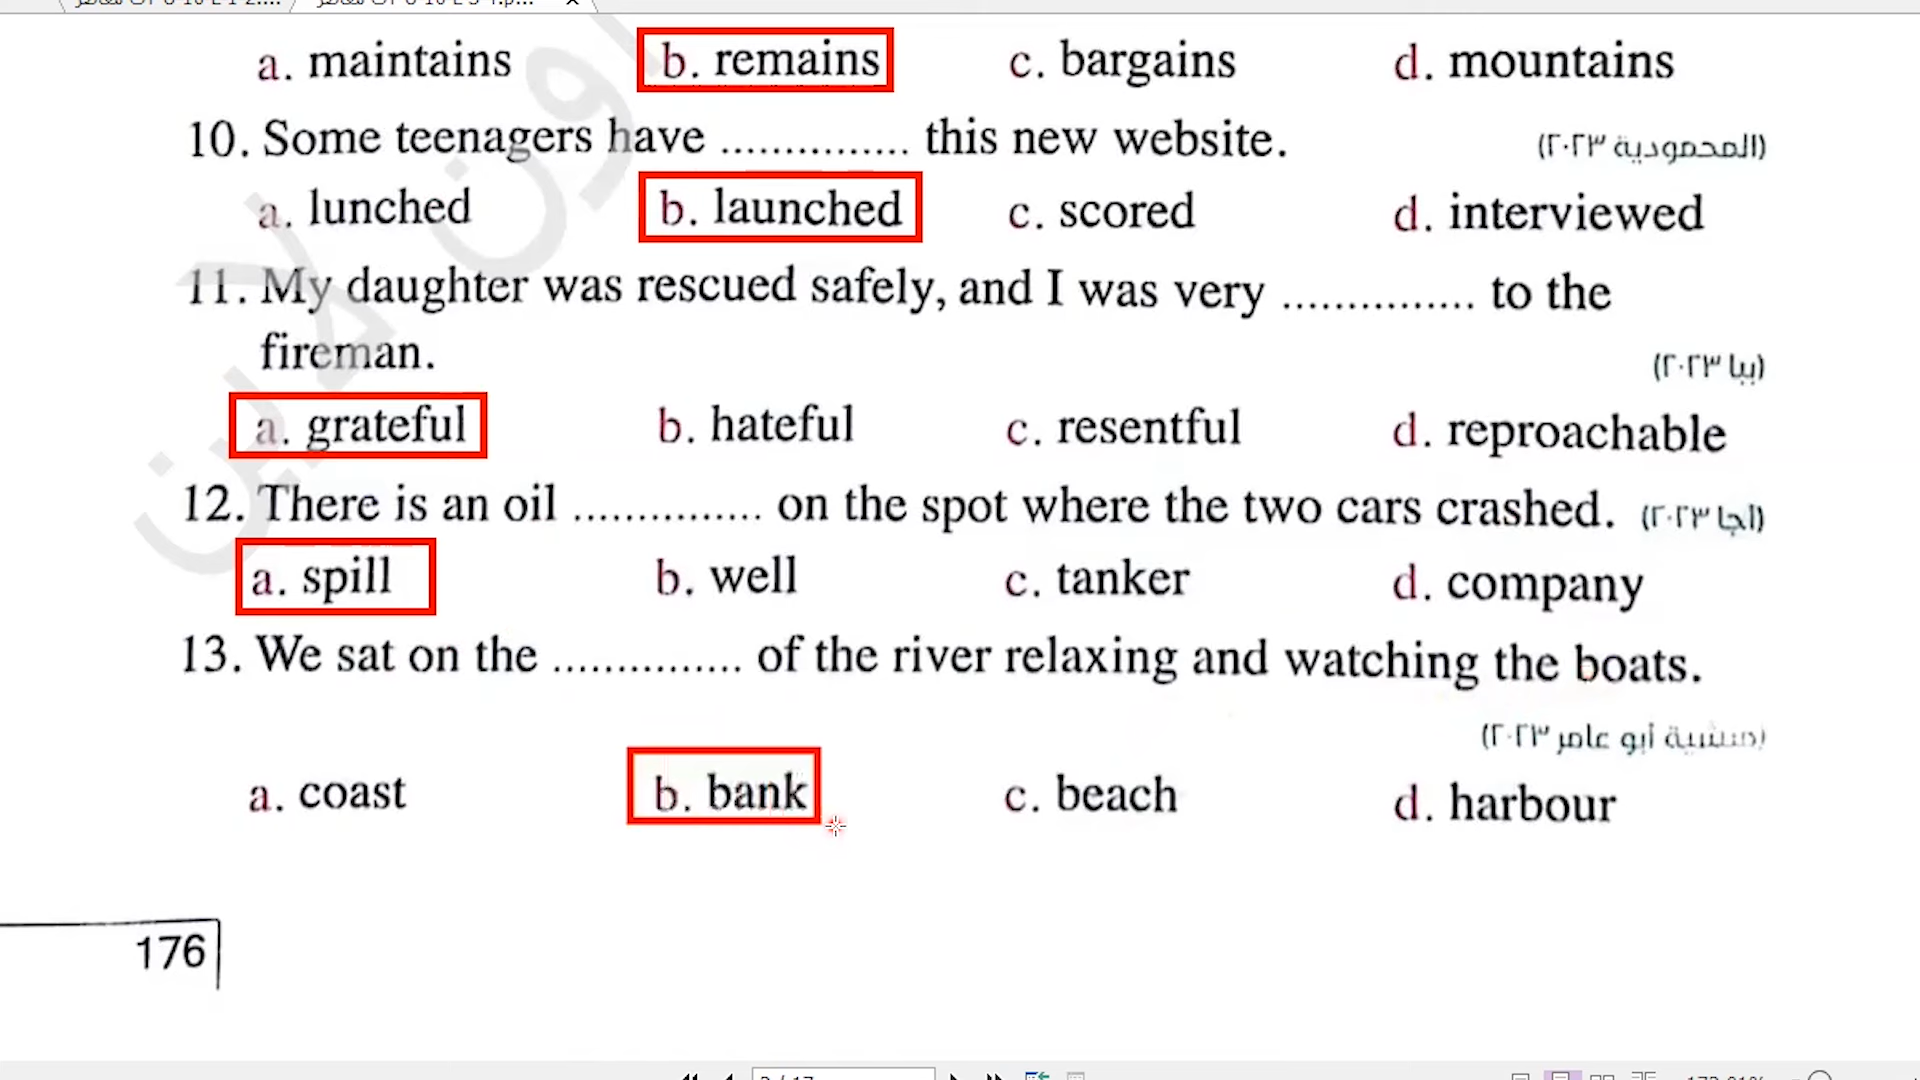 a. maintains b. remains c. bargains d. mountains
10. Some teenagers have ............... this new website. (المحمودية ٢٠٢٣)
a. lunched b. launched c. scored d. interviewed
11. My daughter was rescued safely, and I was very ............... to the
fireman. (ببا ٢٠٢٣)
a. grateful b. hateful c. resentful d. reproachable
12. There is an oil ............... on the spot where the two cars crashed. (اجا ٢٠٢٣)
a. spill b. well c. tanker d. company
13. We sat on the ............... of the river relaxing and watching the boats.
(منشية أبو عامر ٢٠٢٣)
a. coast b. bank c. beach d. harbour
176
اون لاين